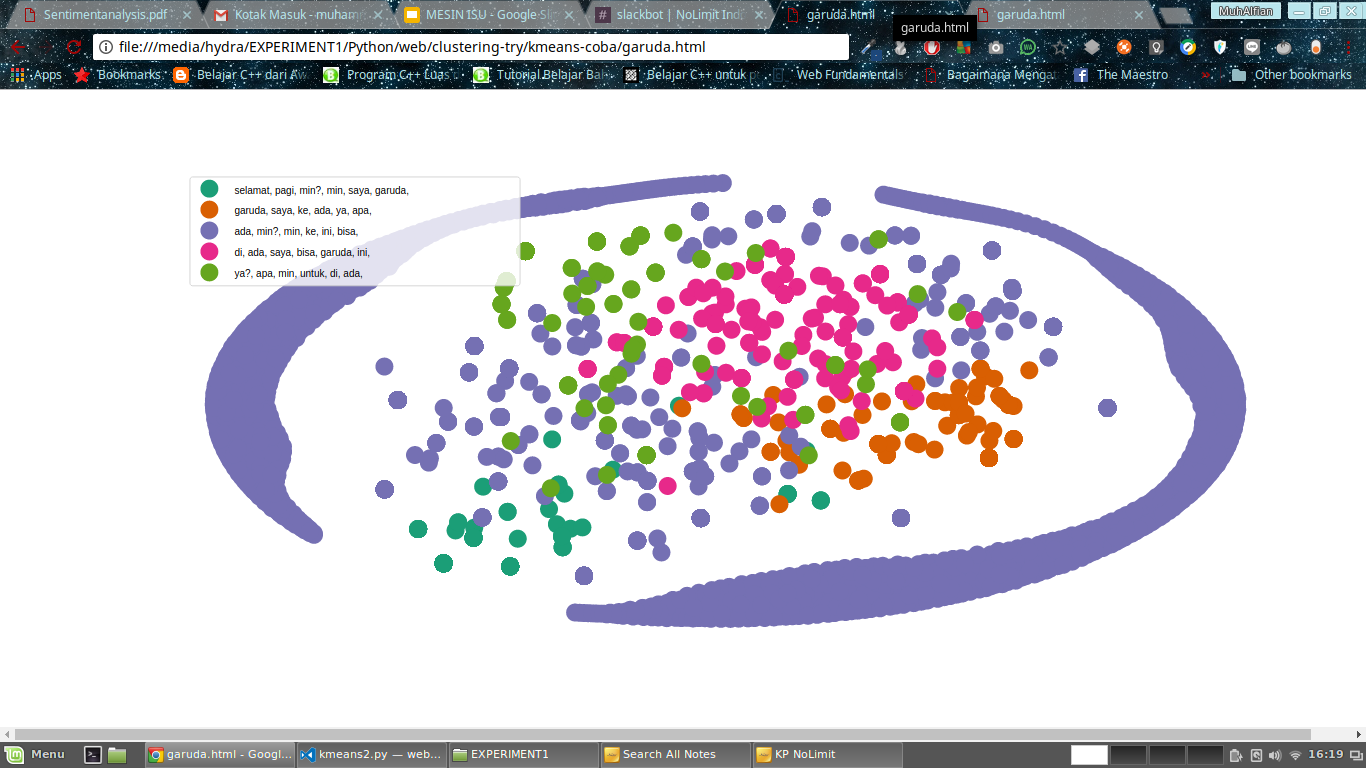 Sentimentanalysis.pdf
Kotak Masuk - muham
MESIN ISU - Google Sli
slackbot | NoLimit Ind
garuda.html
garuda.html
MuhAlfian
garuda.html
file:///media/hydra/EXPERIMENT1/Python/web/clustering-try/kmeans-coba/garuda.html
Apps
Bookmarks
Belajar C++ dari Aw
Program C++ Luas
Tutorial Belajar Bah
Belajar C++ untuk p
Web Fundamentals
Bagaimana Mengat
The Maestro
Other bookmarks
selamat, pagi, min?, min, saya, garuda,
garuda, saya, ke, ada, ya, apa,
ada, min?, min, ke, ini, bisa,
di, ada, saya, bisa, garuda, ini,
ya?, apa, min, untuk, di, ada,
Menu
garuda.html - Googl...
kmeans2.py — web...
EXPERIMENT1
Search All Notes
KP NoLimit
16:19